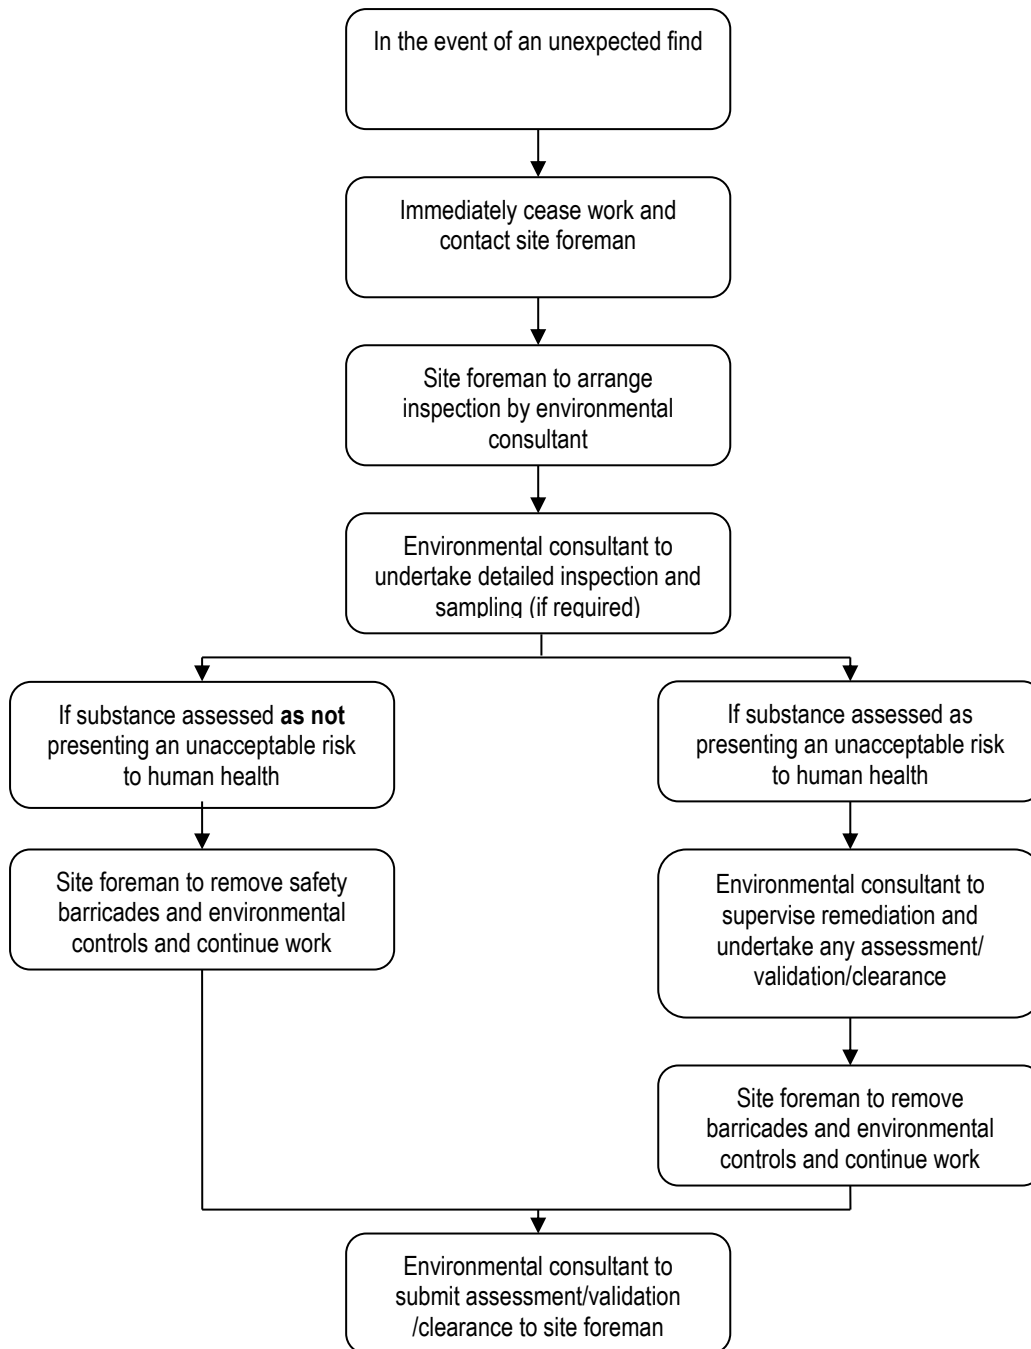 In the event of an unexpected find
Immediately cease work and
contact site foreman
Site foreman to arrange
inspection by environmental
consultant
Environmental consultant to
undertake detailed inspection and
sampling (if required)
If substance assessed as not
presenting an unacceptable risk
to human health
If substance assessed as
presenting an unacceptable risk
to human health
Site foreman to remove safety
barricades and environmental
controls and continue work
Environmental consultant to
supervise remediation and
undertake any assessment/
validation/clearance
Site foreman to remove
barricades and environmental
controls and continue work
Environmental consultant to
submit assessment/validation
/clearance to site foreman